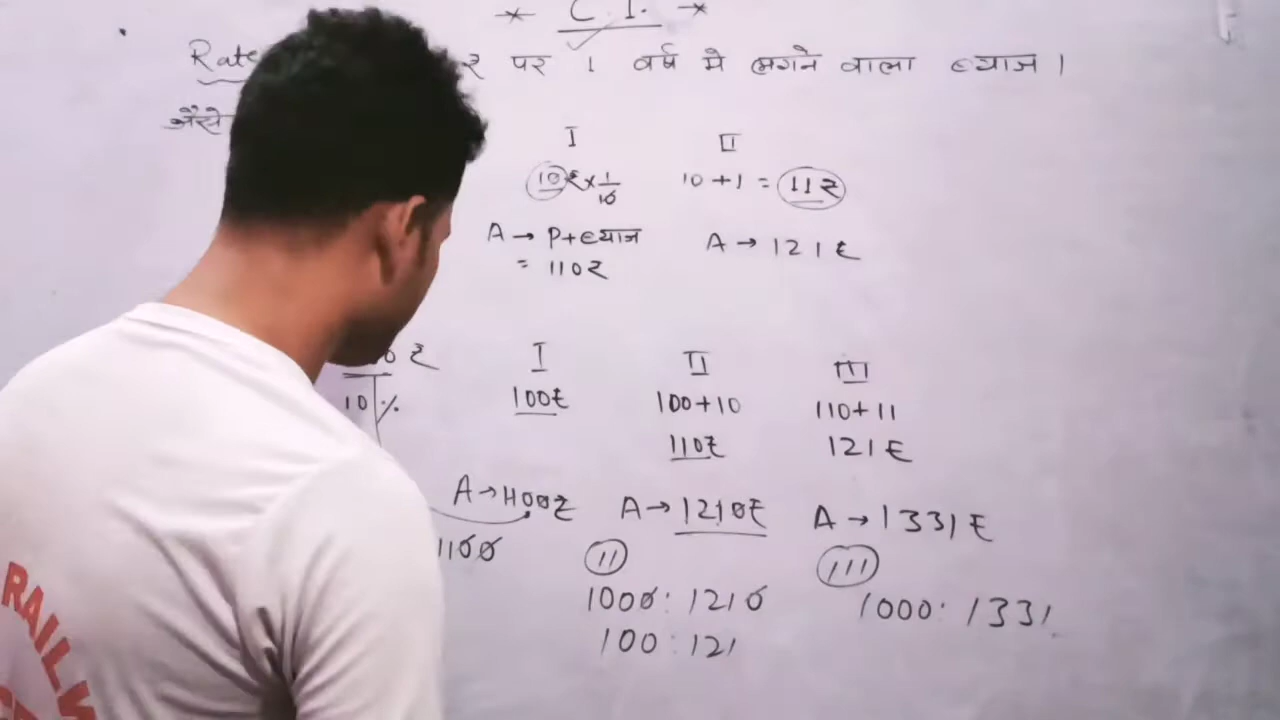 * C.I. *
Rate पर 1 वर्ष मे लगने वाला ब्याज ।
जैसे
I II
10₹×1/10 10+1 = 11₹
A→ P+ब्याज A→ 121₹
= 110₹
₹ I II III
10% 100₹ 100+10 110+11
110₹ 121₹
A→1100₹ A→1210₹ A→1331₹
1100 II III
1000:1210 1000:1331
100:121
RAILW